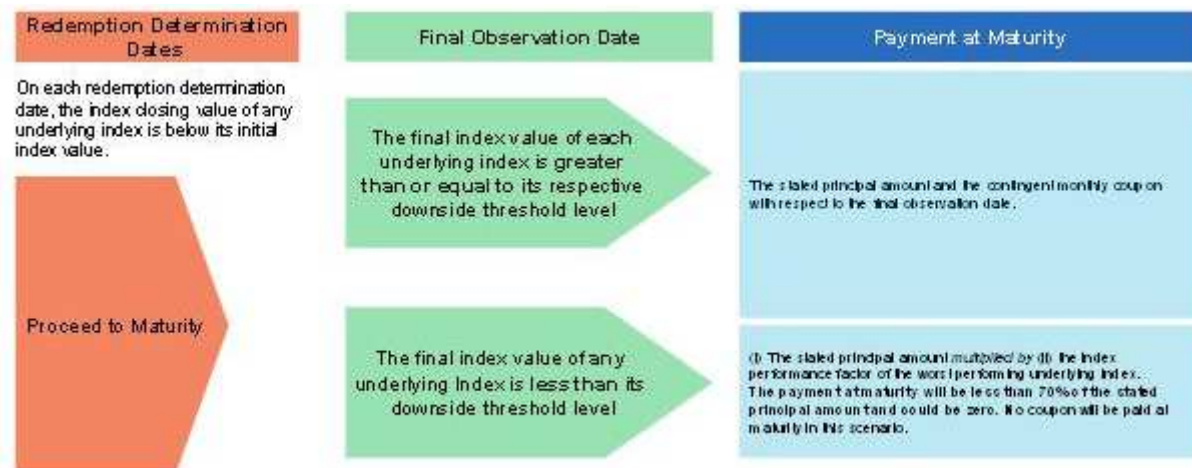 Redemption Determination
Dates
On each redemption determination
date, the index closing value of any
underlying index is below its initial
index value.
Proceed to Maturity
Final Observation Date
The final index value of each
underlying index is greater
than or equal to its respective
downside threshold level
The final index value of any
underlying Index is less than its
downside threshold level
Payment at Maturity
The stated principal amount and the contingent monthly coupon
with respect to the final observation date.
(i) The stated principal amount multiplied by (ii) the index
performance factor of the worst performing underlying index.
The payment at maturity will be less than 70% of the stated
principal amount and could be zero. No coupon will be paid at
maturity in this scenario.